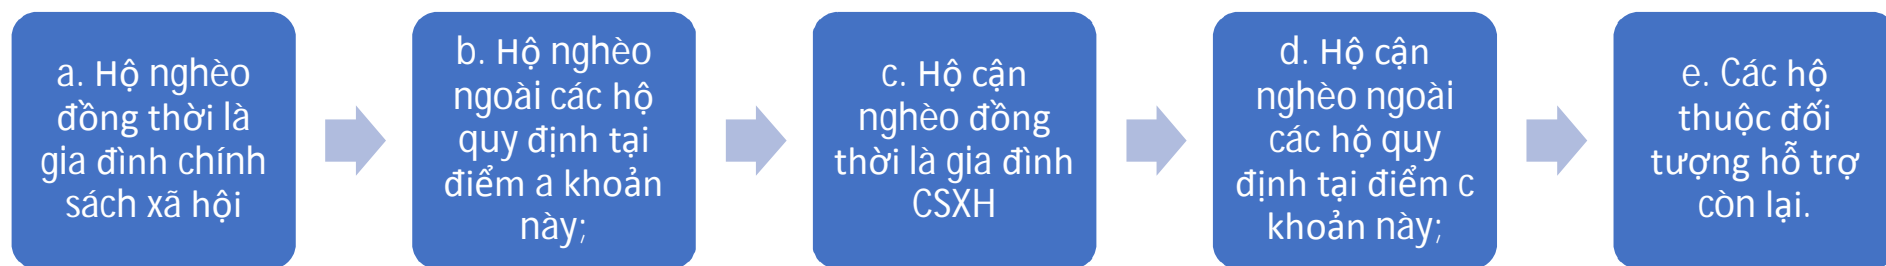 a. Hộ nghèo
đồng thời là
gia đình chính
sách xã hội
b. Hộ nghèo
ngoài các hộ
quy định tại
điểm a khoản
này;
c. Hộ cận
nghèo đồng
thời là gia đình
CSXH
d. Hộ cận
nghèo ngoài
các hộ quy
định tại điểm c
khoản này;
e. Các hộ
thuộc đối
tượng hỗ trợ
còn lại.